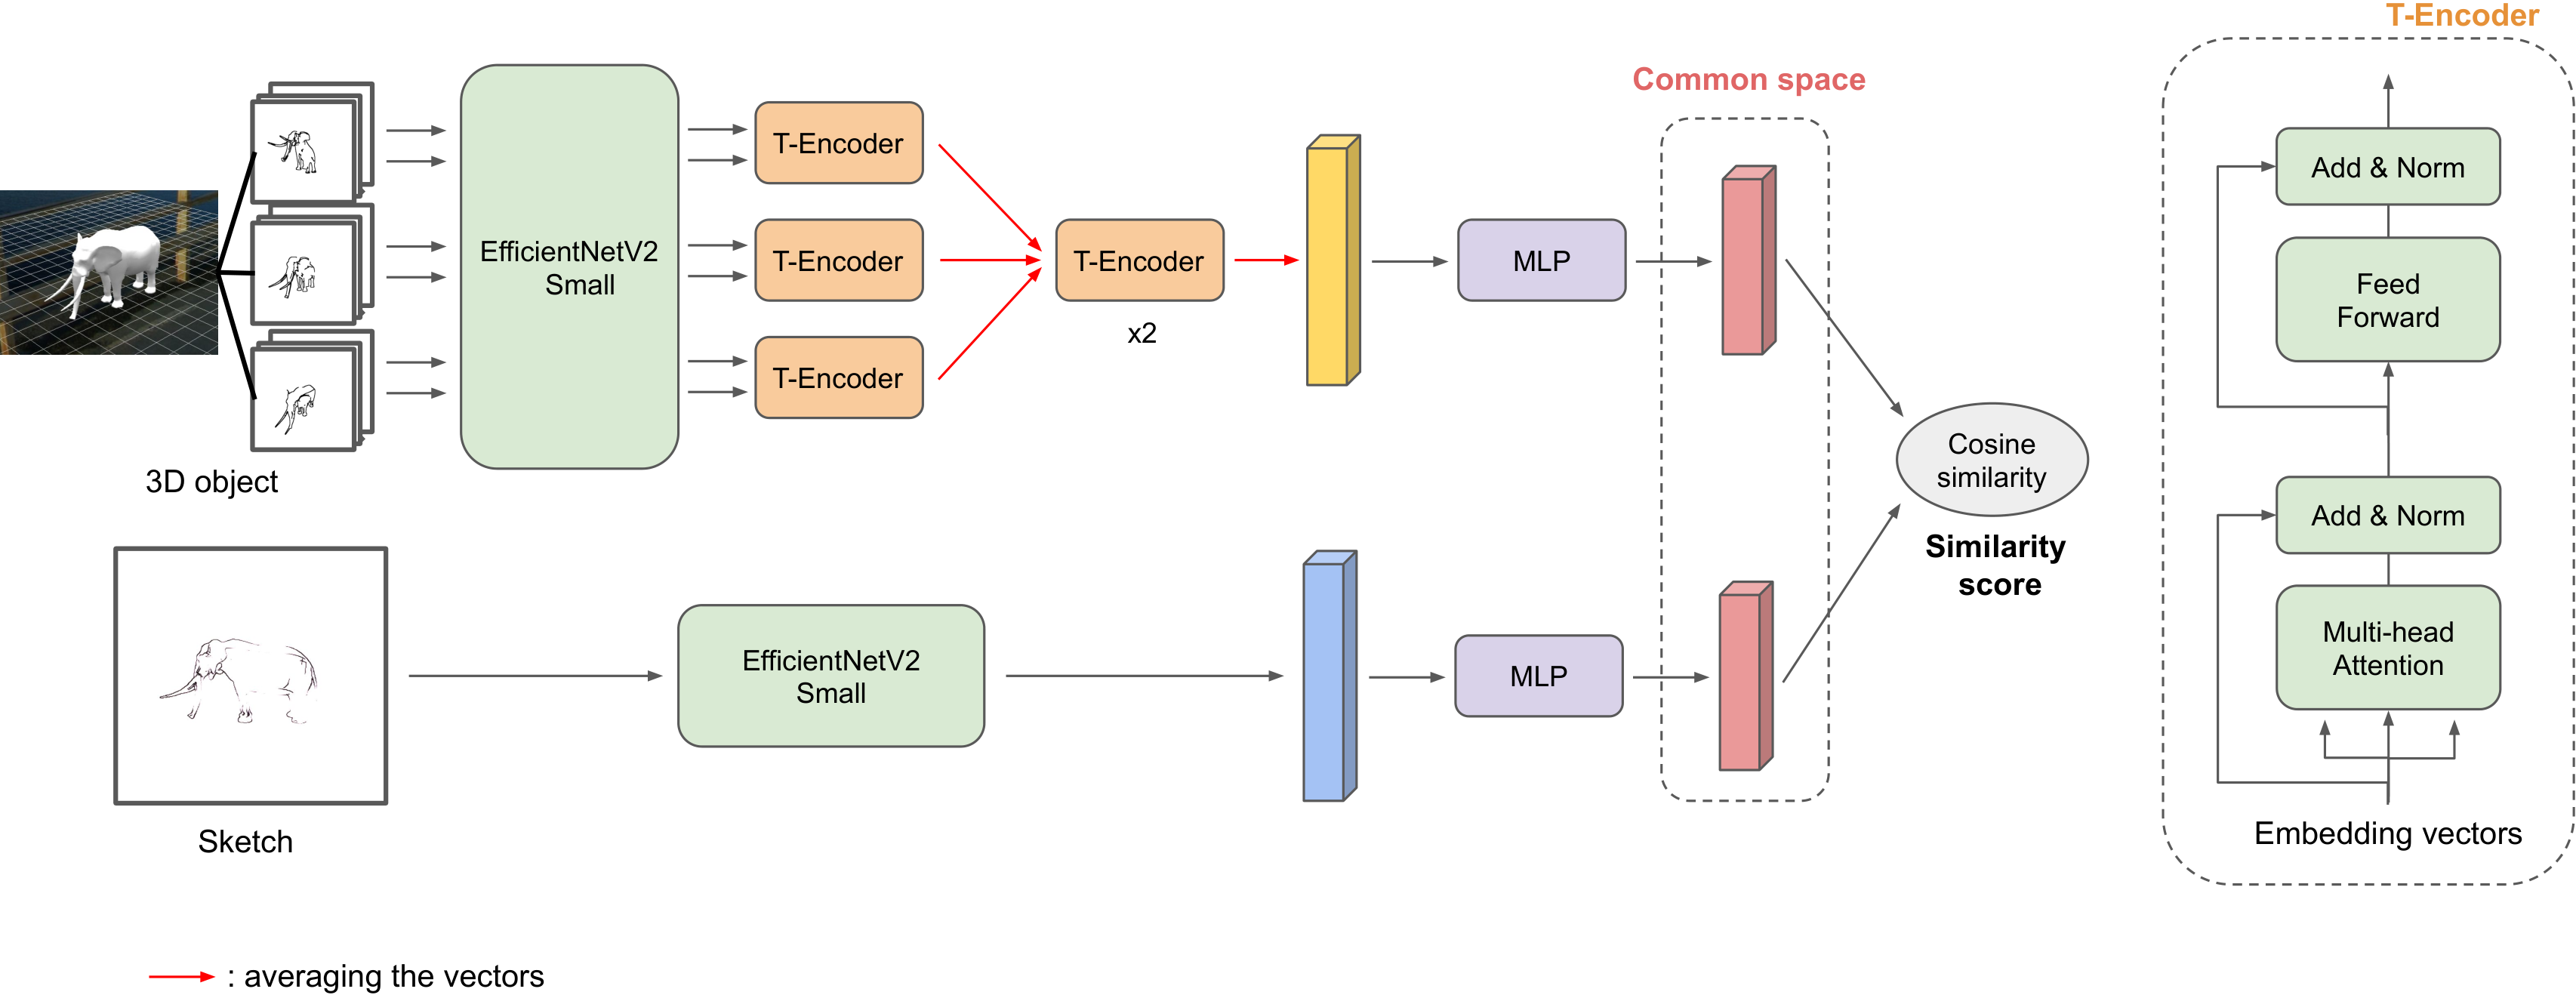 T-Encoder
Common space
T-Encoder
T-Encoder
T-Encoder
EfficientNetV2
Small
T-Encoder
x2
MLP
3D object
Cosine
similarity
Similarity
score
EfficientNetV2
Small
MLP
Sketch
Add & Norm
Feed
Forward
Add & Norm
Multi-head
Attention
Embedding vectors
: averaging the vectors